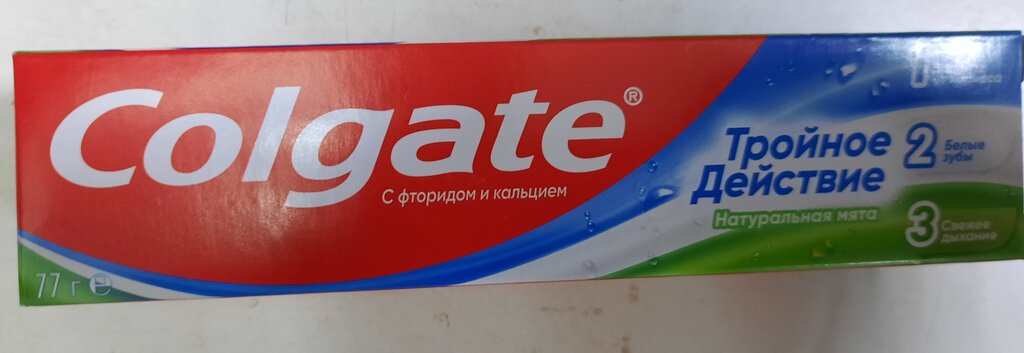 Colgate®
С фторидом и кальцием
77 г ℮
Тройное
Действие
Натуральная мята
2 Белые
зубы
3 Свежее
дыхание